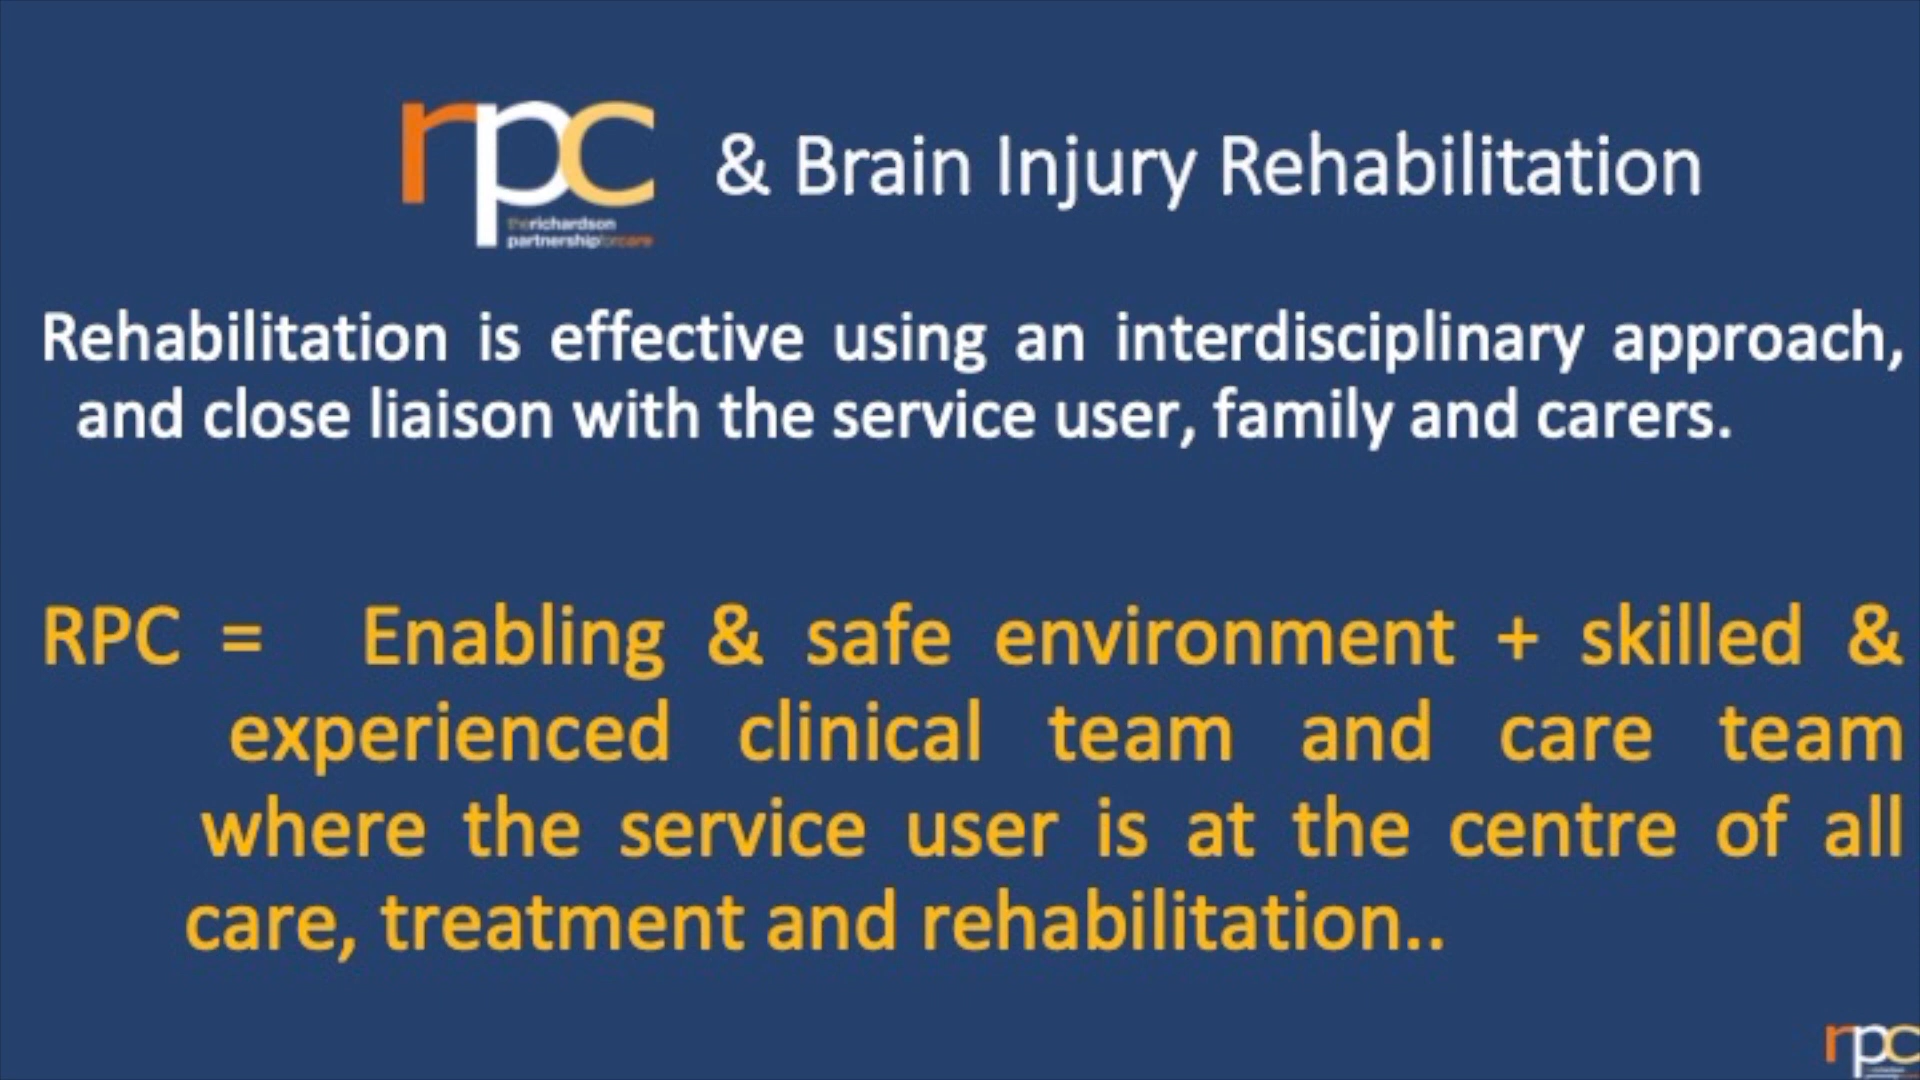 rpc & Brain Injury Rehabilitation
therichardson
partnershipforcare
Rehabilitation is effective using an interdisciplinary approach,
and close liaison with the service user, family and carers.
RPC = Enabling & safe environment + skilled &
experienced clinical team and care team
where the service user is at the centre of all
care, treatment and rehabilitation..
rpc